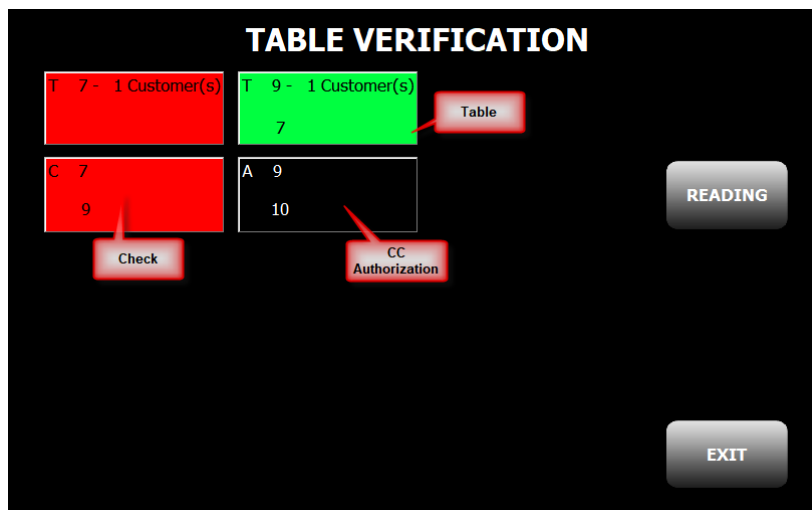 TABLE VERIFICATION
T 7 - 1 Customer(s)
T 9 - 1 Customer(s)
7
Table
C 7
9
A 9
10
READING
Check
CC
Authorization
EXIT